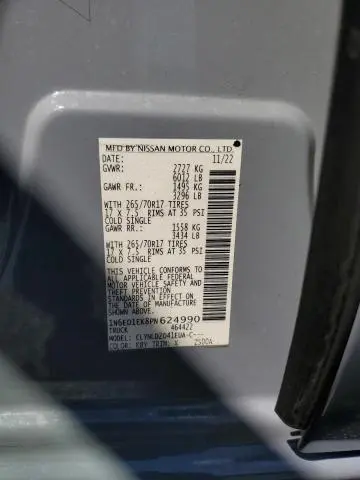 MFD BY NISSAN MOTOR CO., LTD.
DATE: 11/22
GVWR: 2727 KG
6012 LB
GAWR FR.: 1495 KG
3296 LB
WITH 265/70R17 TIRES
17 X 7.5 RIMS AT 35 PSI
COLD SINGLE
GAWR RR.: 1558 KG
3434 LB
WITH 265/70R17 TIRES
17 X 7.5 RIMS AT 35 PSI
COLD SINGLE
THIS VEHICLE CONFORMS TO
ALL APPLICABLE FEDERAL
MOTOR VEHICLE SAFETY AND
THEFT PREVENTION STANDARDS
IN EFFECT ON THE DATE OF
MANUFACTURE SHOWN ABOVE.
1N6ED1EK8PN624990
TRUCK 464422
MODEL: CLYNLDZD41EUA-C---
COLOR: KBY TRIM: X 2500A